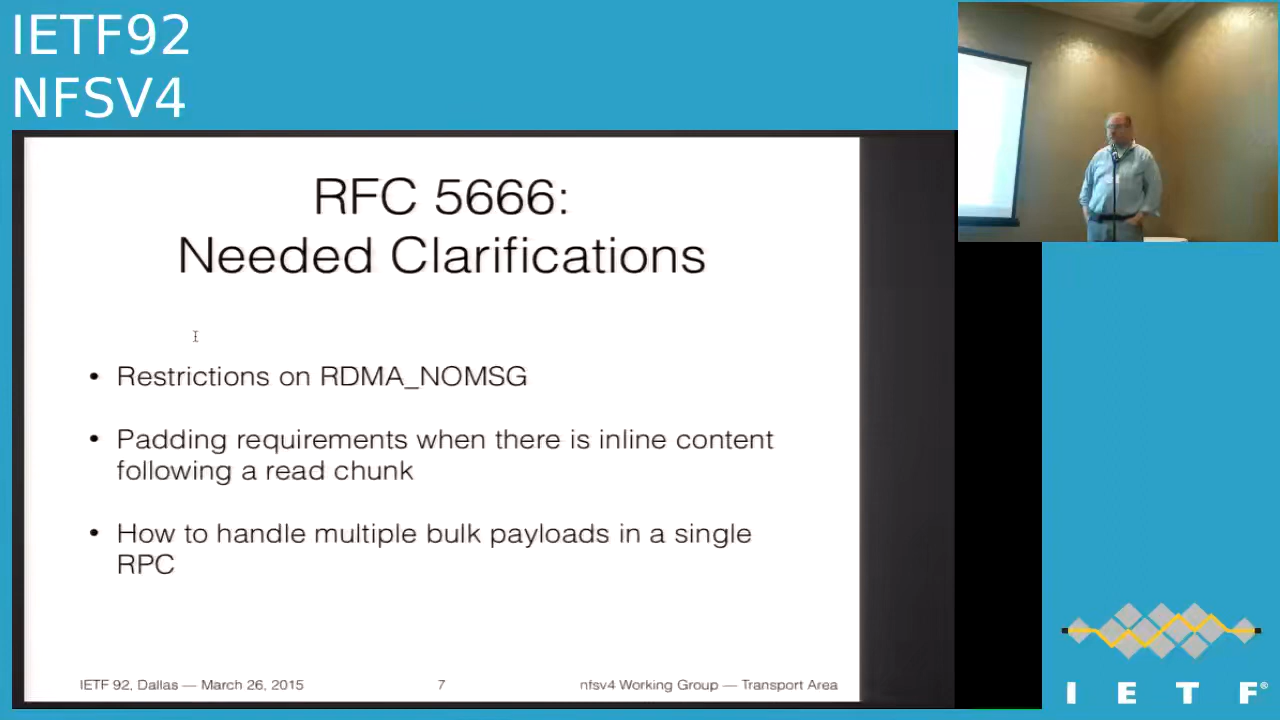 IETF92
NFSV4
RFC 5666:
Needed Clarifications
• Restrictions on RDMA_NOMSG
• Padding requirements when there is inline content
following a read chunk
• How to handle multiple bulk payloads in a single
RPC
IETF 92, Dallas — March 26, 2015
7
nfsv4 Working Group — Transport Area
I E T F®